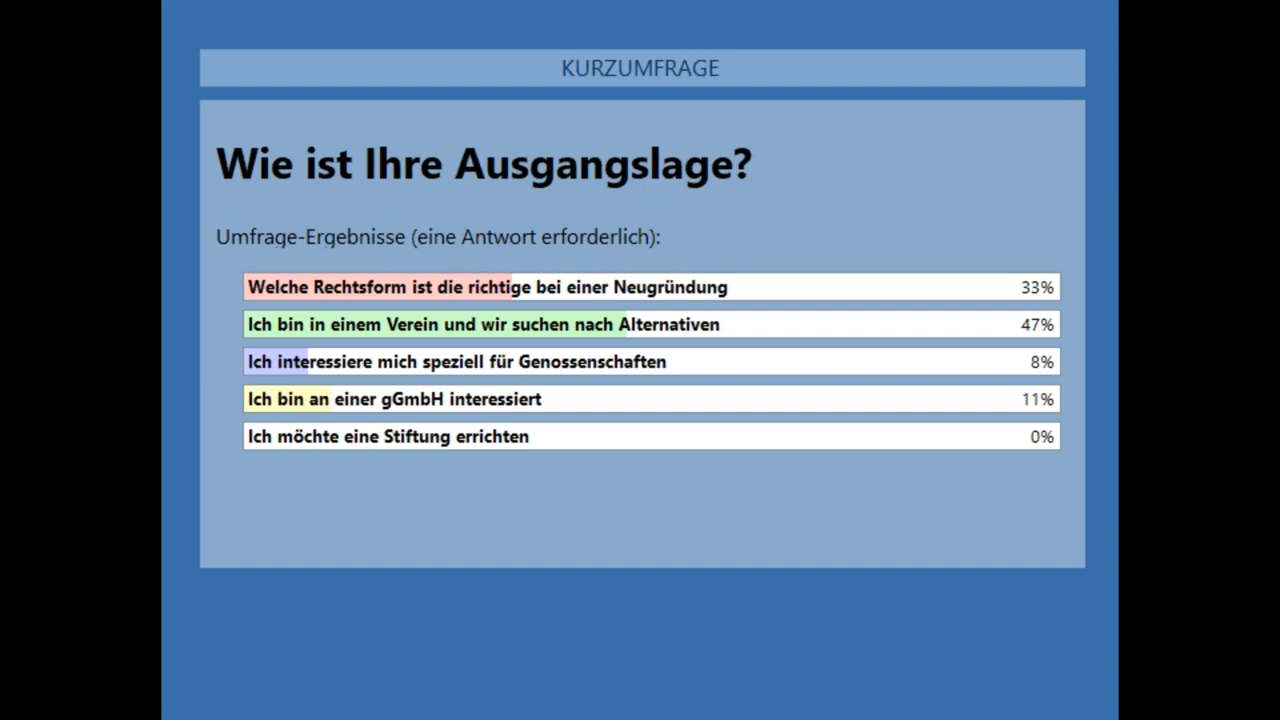 KURZUMFRAGE
Wie ist Ihre Ausgangslage?
Umfrage-Ergebnisse (eine Antwort erforderlich):
Welche Rechtsform ist die richtige bei einer Neugründung 33%
Ich bin in einem Verein und wir suchen nach Alternativen 47%
Ich interessiere mich speziell für Genossenschaften 8%
Ich bin an einer gGmbH interessiert 11%
Ich möchte eine Stiftung errichten 0%